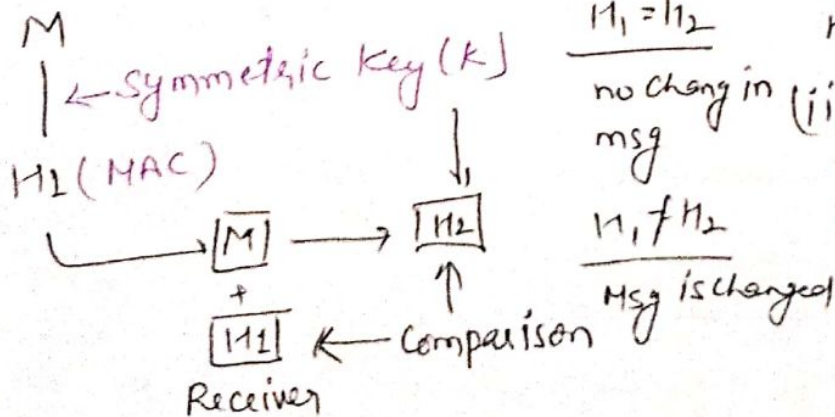 M
Symmetric Key (K)
H1 (MAC)
M
+
H1
Receiver
H2
Comparison
H1 = H2
no chang in
msg
H1 ≠ H2
Msg is changed
(ii